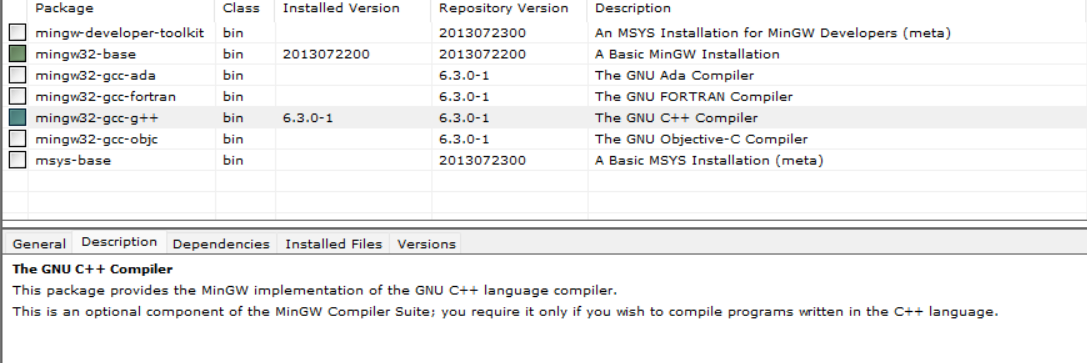 Package Class Installed Version Repository Version Description
mingw-developer-toolkit bin 2013072300 An MSYS Installation for MinGW Developers (meta)
mingw32-base bin 2013072200 2013072200 A Basic MinGW Installation
mingw32-gcc-ada bin 6.3.0-1 The GNU Ada Compiler
mingw32-gcc-fortran bin 6.3.0-1 The GNU FORTRAN Compiler
mingw32-gcc-g++ bin 6.3.0-1 6.3.0-1 The GNU C++ Compiler
mingw32-gcc-objc bin 6.3.0-1 The GNU Objective-C Compiler
msys-base bin 2013072300 A Basic MSYS Installation (meta)
General Description Dependencies Installed Files Versions
The GNU C++ Compiler
This package provides the MinGW implementation of the GNU C++ language compiler.
This is an optional component of the MinGW Compiler Suite; you require it only if you wish to compile programs written in the C++ language.